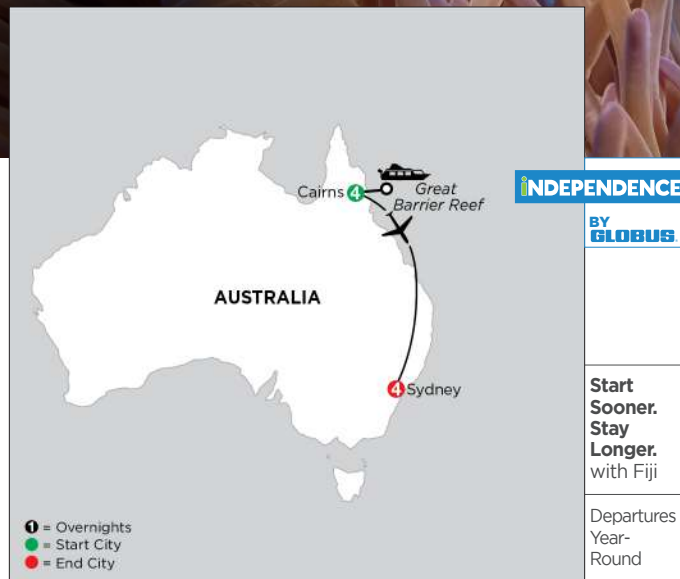 Cairns 4
Great
Barrier Reef
AUSTRALIA
4 Sydney
1 = Overnights
= Start City
= End City
iNDEPENDENCE
BY
GLOBUS.
Start
Sooner.
Stay
Longer.
with Fiji
Departures
Year-
Round